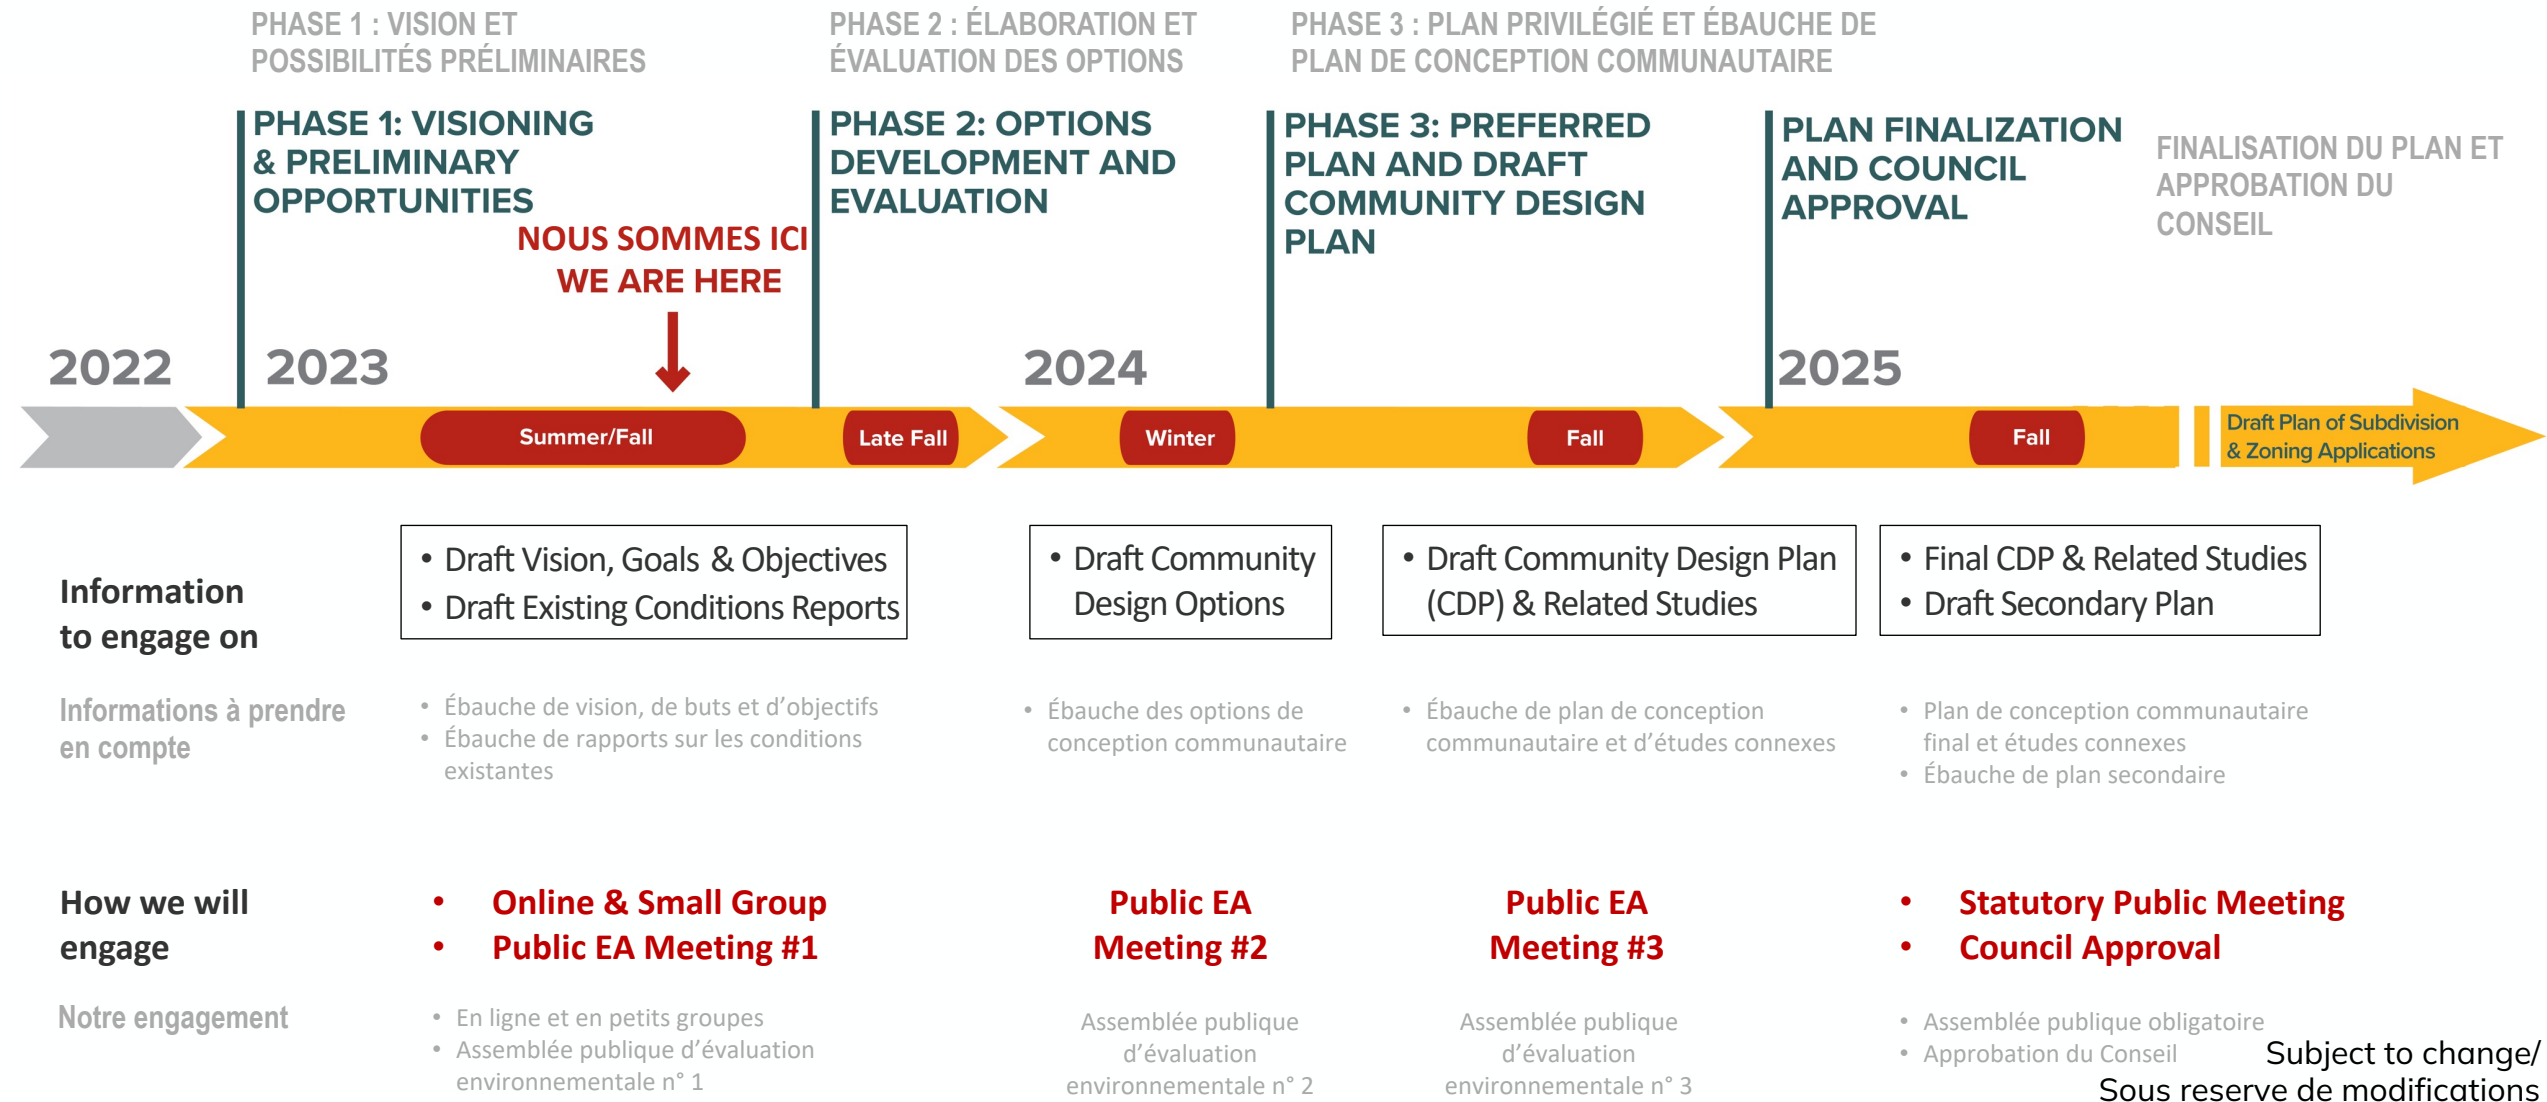 PHASE 1 : VISION ET
POSSIBILITÉS PRÉLIMINAIRES
PHASE 2 : ÉLABORATION ET
ÉVALUATION DES OPTIONS
PHASE 3 : PLAN PRIVILÉGIÉ ET ÉBAUCHE DE
PLAN DE CONCEPTION COMMUNAUTAIRE
PHASE 1: VISIONING
& PRELIMINARY
OPPORTUNITIES
PHASE 2: OPTIONS
DEVELOPMENT AND
EVALUATION
PHASE 3: PREFERRED
PLAN AND DRAFT
COMMUNITY DESIGN
PLAN
PLAN FINALIZATION
AND COUNCIL
APPROVAL
FINALISATION DU PLAN ET
APPROBATION DU
CONSEIL
NOUS SOMMES ICI
WE ARE HERE
2022
2023
2024
2025
Summer/Fall
Late Fall
Winter
Fall
Fall
Draft Plan of Subdivision
& Zoning Applications
Information
to engage on
• Draft Vision, Goals & Objectives
• Draft Existing Conditions Reports
• Draft Community
Design Options
• Draft Community Design Plan
(CDP) & Related Studies
• Final CDP & Related Studies
• Draft Secondary Plan
Informations à prendre
en compte
• Ébauche de vision, de buts et d'objectifs
• Ébauche de rapports sur les conditions
existantes
• Ébauche des options de
conception communautaire
• Ébauche de plan de conception
communautaire et d'études connexes
• Plan de conception communautaire
final et études connexes
• Ébauche de plan secondaire
How we will
engage
• Online & Small Group
• Public EA Meeting #1
Public EA
Meeting #2
Public EA
Meeting #3
• Statutory Public Meeting
• Council Approval
Notre engagement
• En ligne et en petits groupes
• Assemblée publique d'évaluation
environnementale n° 1
Assemblée publique
d'évaluation
environnementale n° 2
Assemblée publique
d'évaluation
environnementale n° 3
• Assemblée publique obligatoire
• Approbation du Conseil
Subject to change/
Sous reserve de modifications